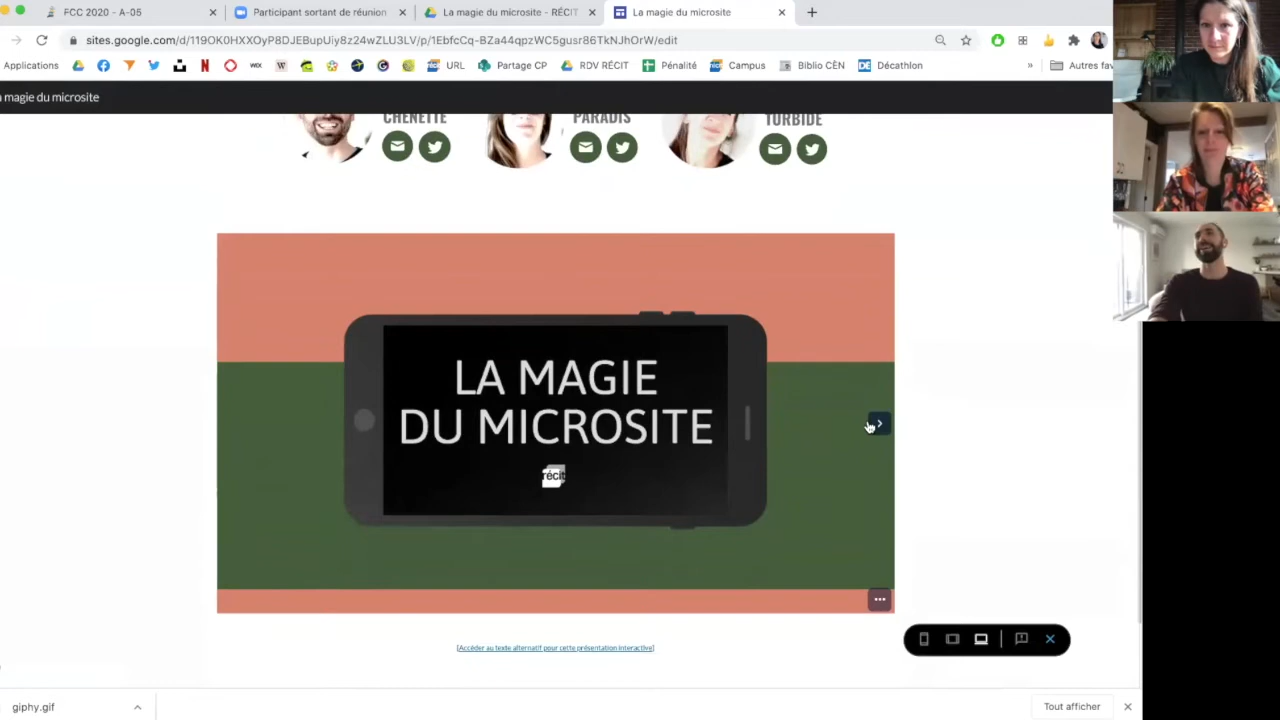 FCC 2020 - A-05
Participant sortant de réunion
La magie du microsite - RÉCIT
La magie du microsite
sites.google.com/d/119OK0HXXOyP8DJEBupUiy8z24wZLU3LV/p/1EbSCq-BZa44qpzWC5gusr86TkNJhOrW/edit
Applications
WIX
URL
Partage CP
RDV RÉCIT
Pénalité
Campus
Biblio CÈN
Décathlon
»
Autres fav
a magie du microsite
CHENETTE
PARADIS
TURBIDE
LA MAGIE
DU MICROSITE
récit
[Accéder au texte alternatif pour cette présentation interactive]
giphy.gif
Tout afficher